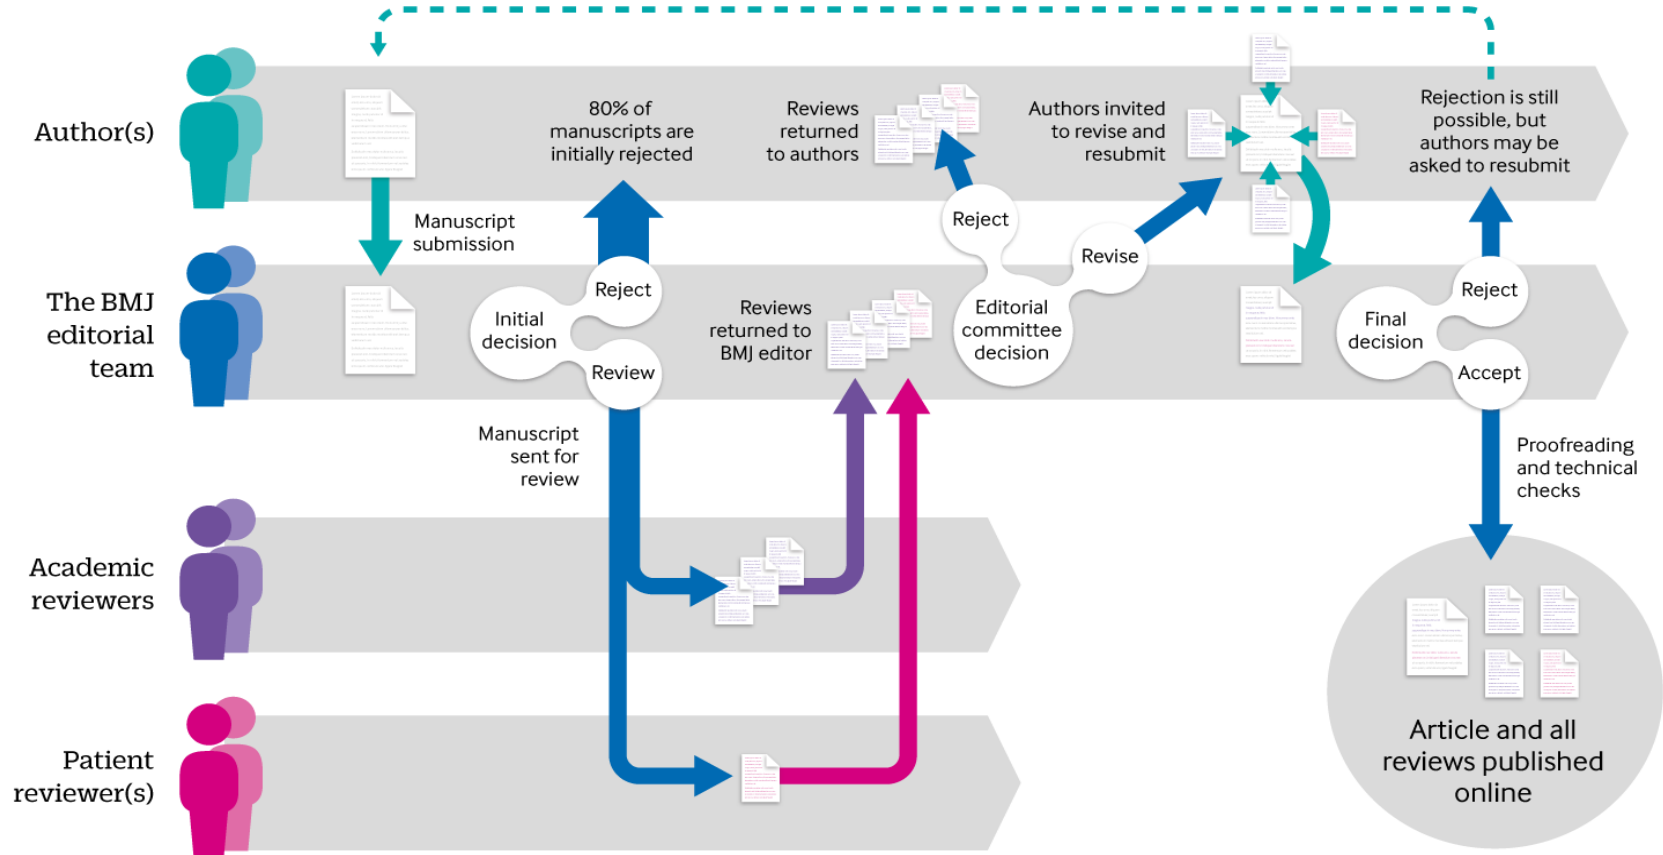 Author(s)
80% of
manuscripts are
initially rejected
Reviews
returned
to authors
Authors invited
to revise and
resubmit
Rejection is still
possible, but
authors may be
asked to resubmit
Manuscript
submission
Reject
Revise
The BMJ
editorial
team
Initial
decision
Reject
Review
Reviews
returned to
BMJ editor
Editorial
committee
decision
Final
decision
Reject
Accept
Manuscript
sent for
review
Proofreading
and technical
checks
Academic
reviewers
Patient
reviewer(s)
Article and all
reviews published
online